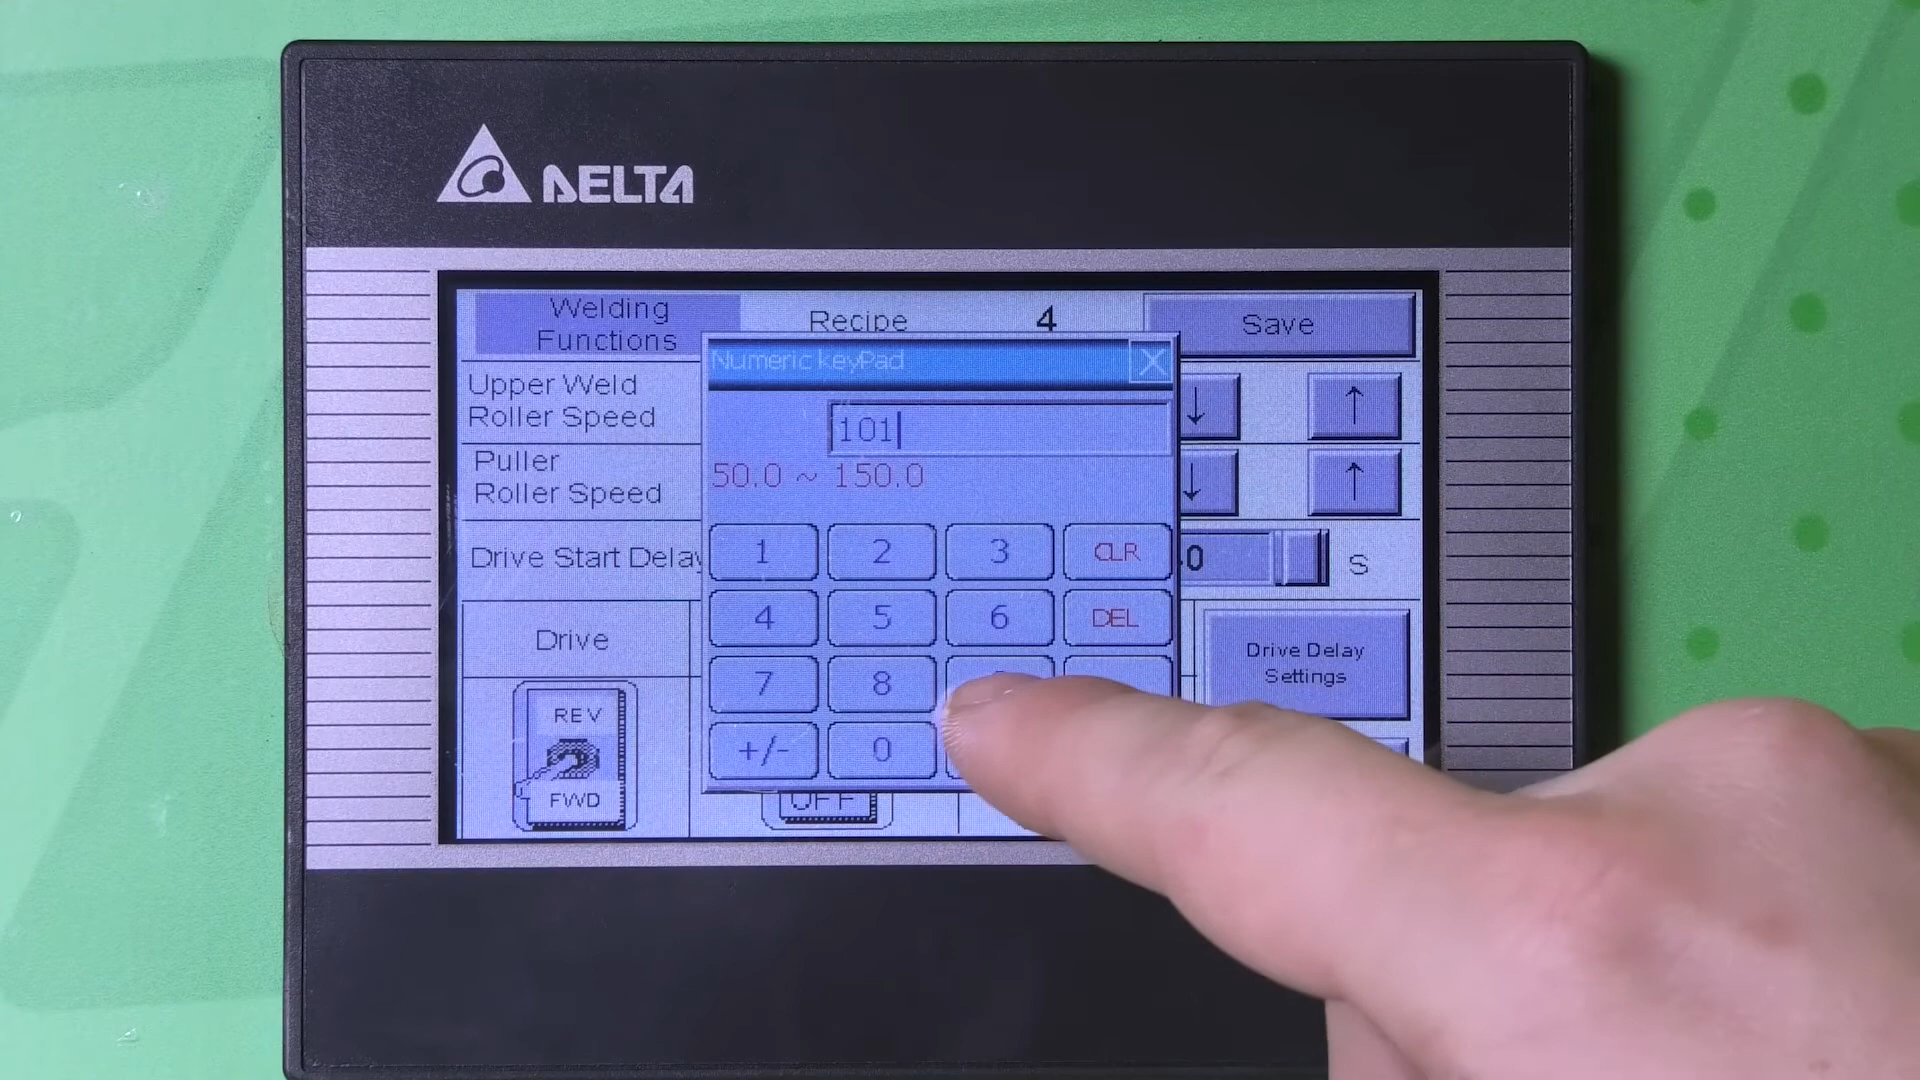 DELTA
Welding
Functions
Recipe 4
Save
Numeric keyPad X
Upper Weld
Roller Speed
↓ ↑
101
50.0 ~ 150.0
Puller
Roller Speed
↓ ↑
Drive Start Delay
0 S
1 2 3 CLR
4 5 6 DEL
7 8
+/- 0
Drive
REV
FWD
OFF
Drive Delay
Settings